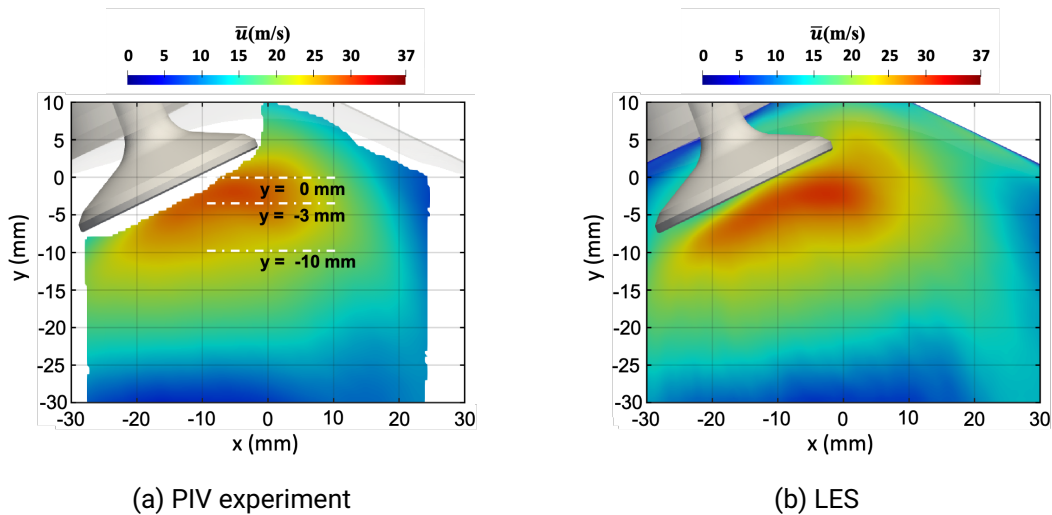 ū(m/s)
0 5 10 15 20 25 30 37
10
5
0
-5
-10
-15
-20
-25
-30
y (mm)
y = 0 mm
y = -3 mm
y = -10 mm
-30 -20 -10 0 10 20 30
x (mm)
(a) PIV experiment
ū(m/s)
0 5 10 15 20 25 30 37
10
5
0
-5
-10
-15
-20
-25
-30
y (mm)
-30 -20 -10 0 10 20 30
x (mm)
(b) LES